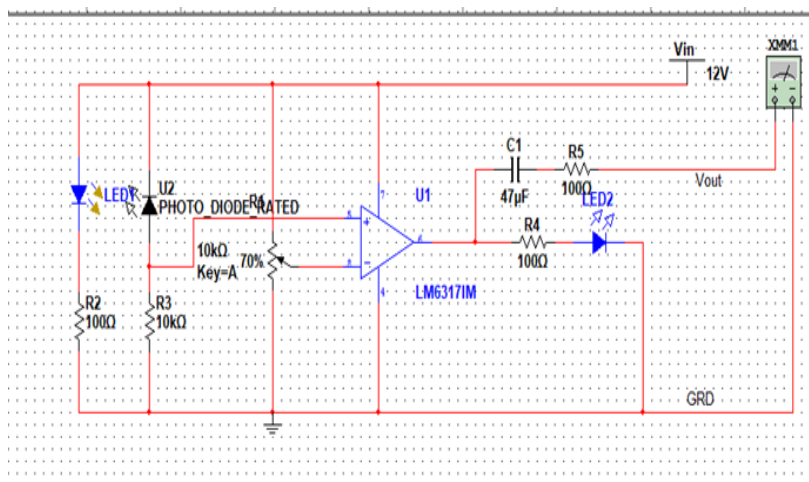 Vin
XMM1
12V
C1
R5
U2
LED1
PHOTO_DIODE_RATED
U1
47µF
100Ω
Vout
LED2
R4
10kΩ
70%
Key=A
100Ω
LM6317IM
R2
100Ω
R3
10kΩ
GRD